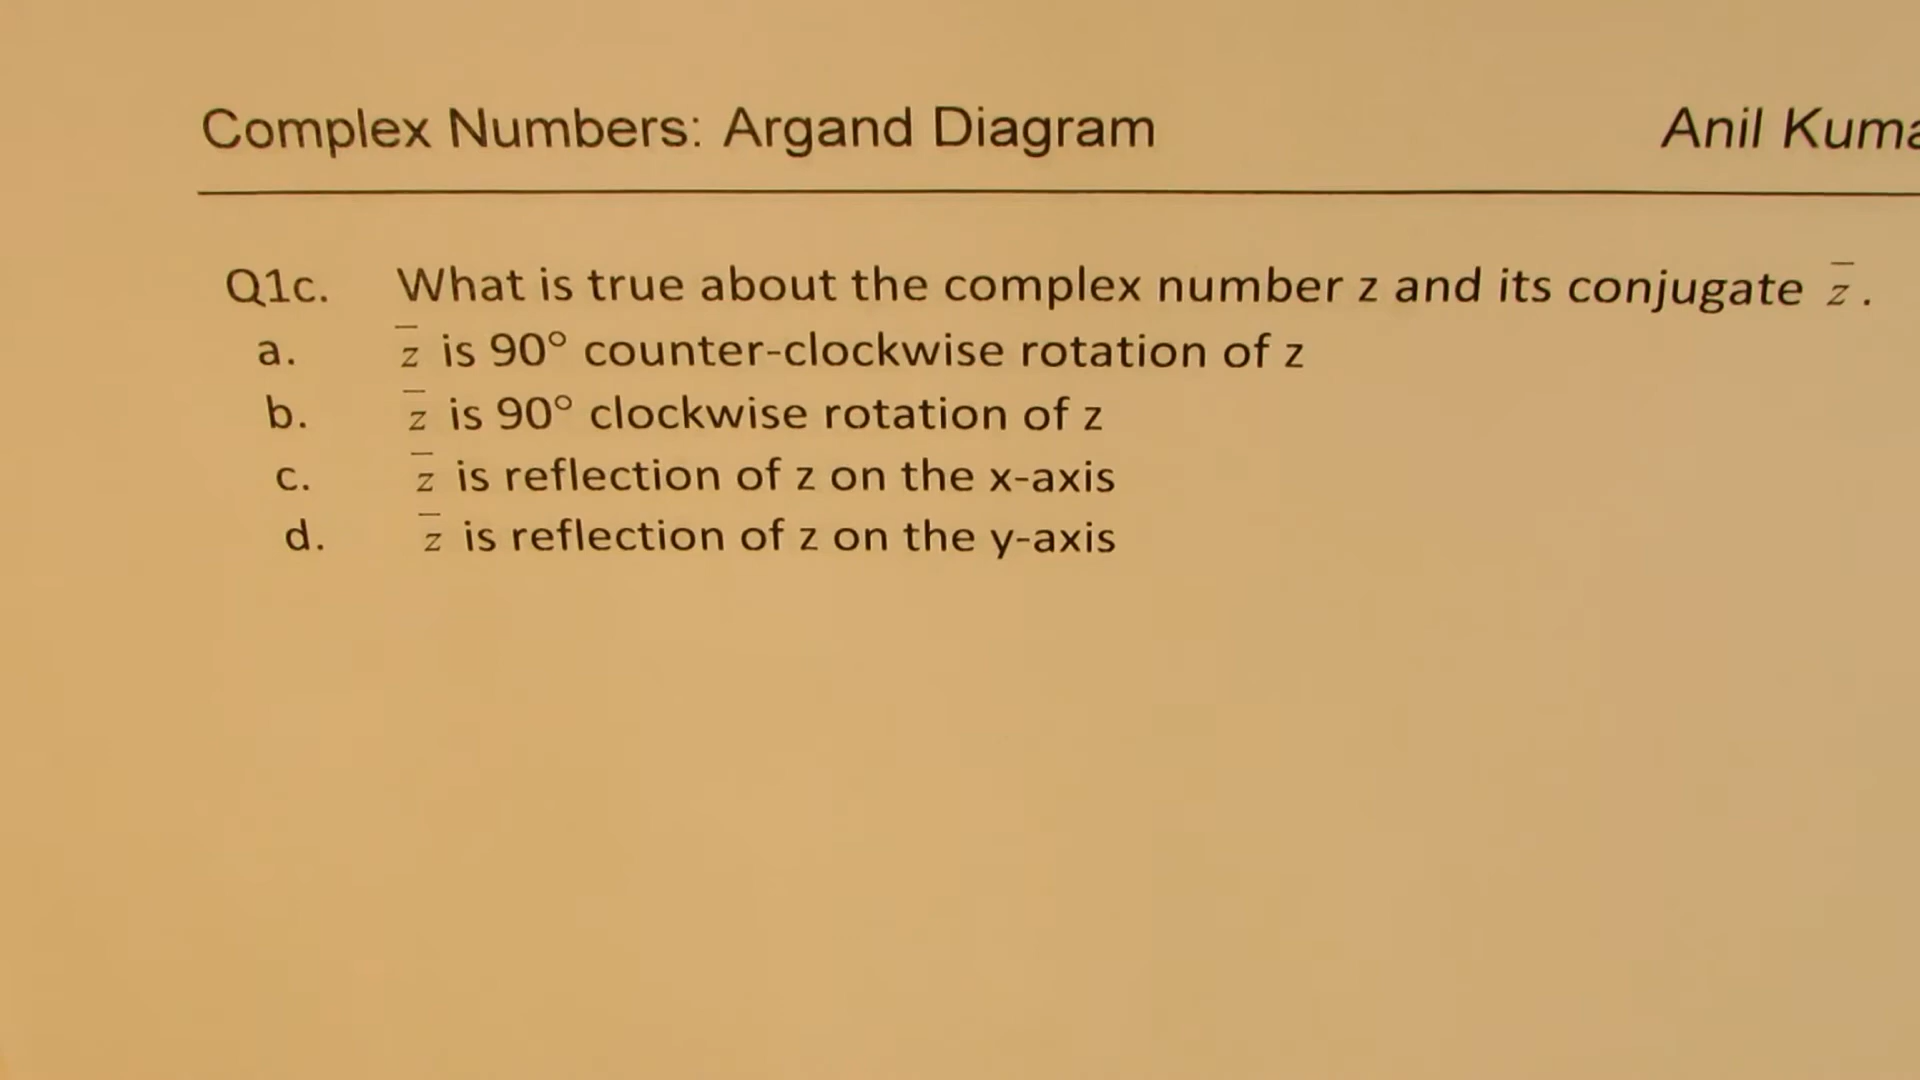 Complex Numbers: Argand Diagram Anil Kuma
Q1c. What is true about the complex number z and its conjugate z̅ .
a. z̅ is 90° counter-clockwise rotation of z
b. z̅ is 90° clockwise rotation of z
c. z̅ is reflection of z on the x-axis
d. z̅ is reflection of z on the y-axis